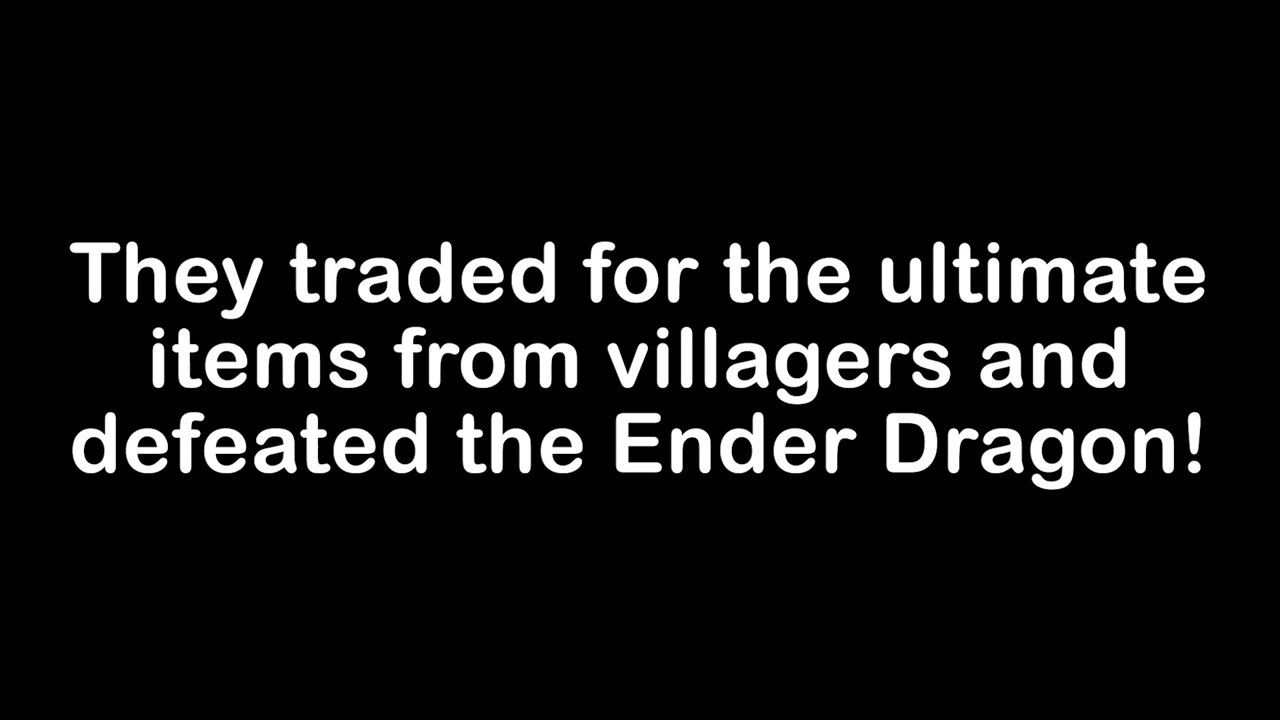 They traded for the ultimate
items from villagers and
defeated the Ender Dragon!